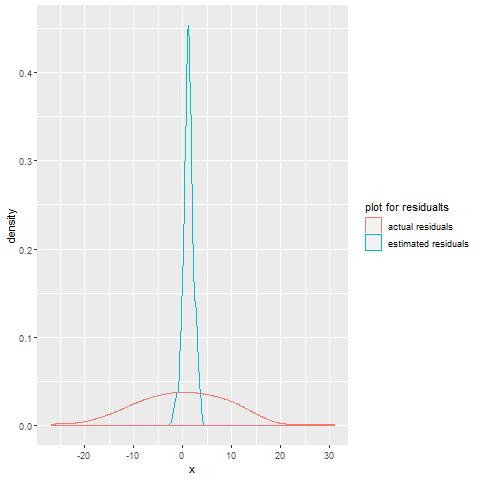 0.4
0.3
0.2
0.1
0.0
density
-20
-10
0
10
20
30
x
plot for residualts
actual residuals
estimated residuals